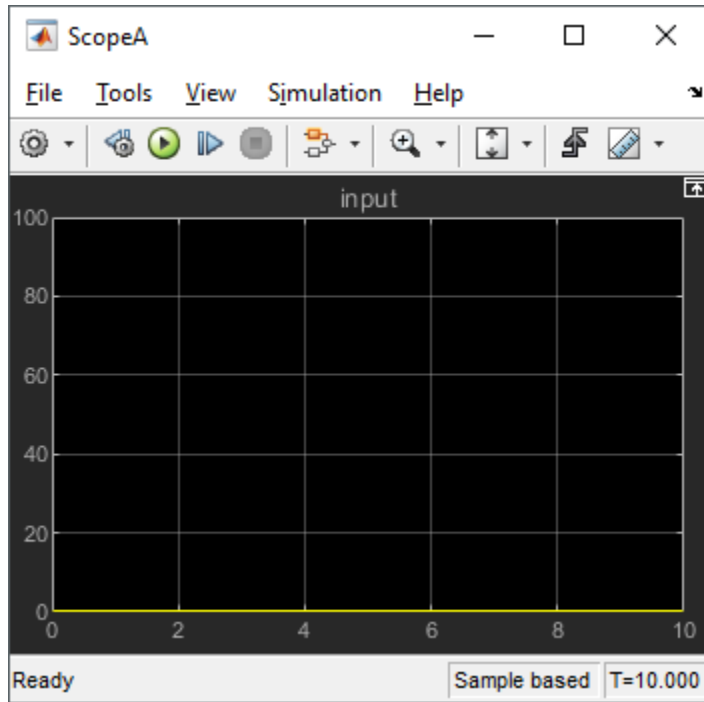 ScopeA
File Tools View Simulation Help
input
100
80
60
40
20
0
0 2 4 6 8 10
Ready Sample based T=10.000